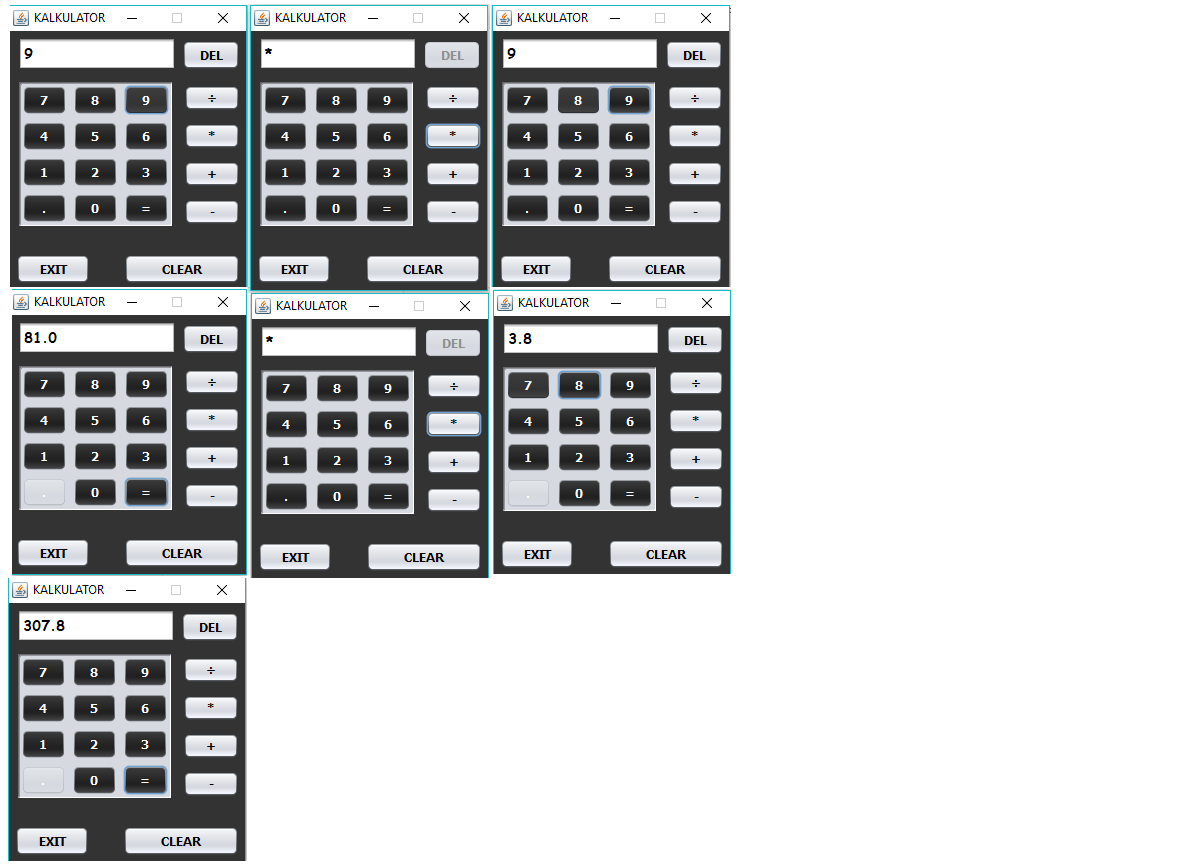 KALKULATOR
9 DEL
7 8 9 ÷
4 5 6 *
1 2 3 +
. 0 = -
EXIT CLEAR
KALKULATOR
* DEL
7 8 9 ÷
4 5 6 *
1 2 3 +
. 0 = -
EXIT CLEAR
KALKULATOR
9 DEL
7 8 9 ÷
4 5 6 *
1 2 3 +
. 0 = -
EXIT CLEAR
KALKULATOR
81.0 DEL
7 8 9 ÷
4 5 6 *
1 2 3 +
. 0 = -
EXIT CLEAR
KALKULATOR
* DEL
7 8 9 ÷
4 5 6 *
1 2 3 +
. 0 = -
EXIT CLEAR
KALKULATOR
3.8 DEL
7 8 9 ÷
4 5 6 *
1 2 3 +
. 0 = -
EXIT CLEAR
KALKULATOR
307.8 DEL
7 8 9 ÷
4 5 6 *
1 2 3 +
. 0 = -
EXIT CLEAR